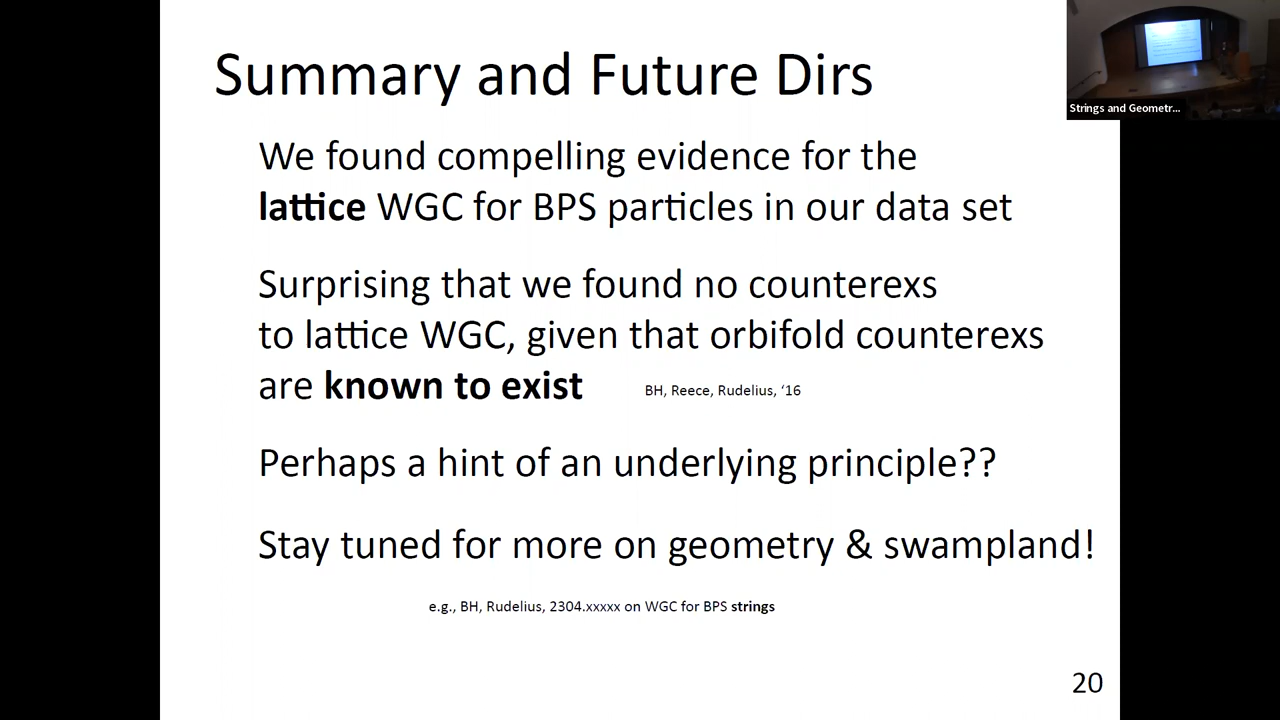 Summary and Future Dirs
Strings and Geometr...
We found compelling evidence for the
lattice WGC for BPS particles in our data set
Surprising that we found no counterexs
to lattice WGC, given that orbifold counterexs
are known to exist
BH, Reece, Rudelius, ‘16
Perhaps a hint of an underlying principle??
Stay tuned for more on geometry & swampland!
e.g., BH, Rudelius, 2304.xxxxx on WGC for BPS strings
20